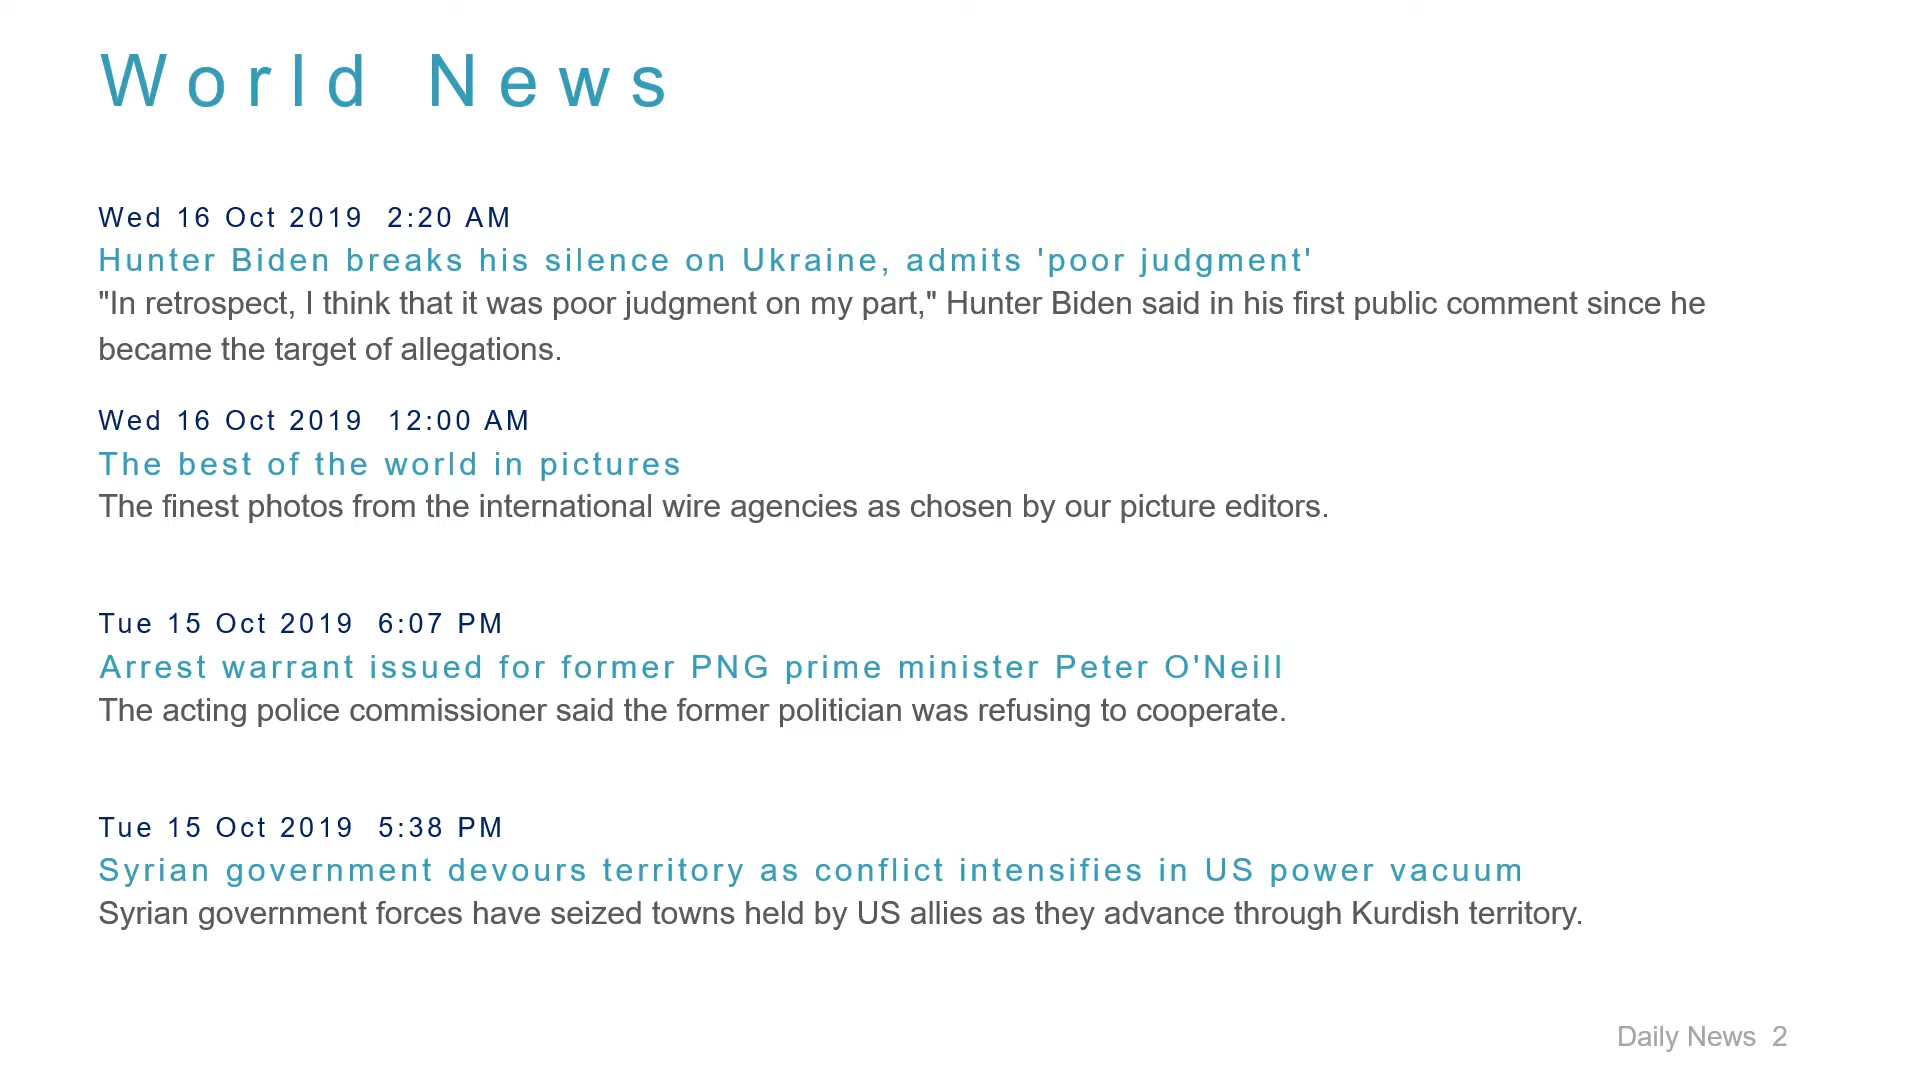 World News
Wed 16 Oct 2019 2:20 AM
Hunter Biden breaks his silence on Ukraine, admits 'poor judgment'
"In retrospect, I think that it was poor judgment on my part," Hunter Biden said in his first public comment since he
became the target of allegations.
Wed 16 Oct 2019 12:00 AM
The best of the world in pictures
The finest photos from the international wire agencies as chosen by our picture editors.
Tue 15 Oct 2019 6:07 PM
Arrest warrant issued for former PNG prime minister Peter O'Neill
The acting police commissioner said the former politician was refusing to cooperate.
Tue 15 Oct 2019 5:38 PM
Syrian government devours territory as conflict intensifies in US power vacuum
Syrian government forces have seized towns held by US allies as they advance through Kurdish territory.
Daily News 2